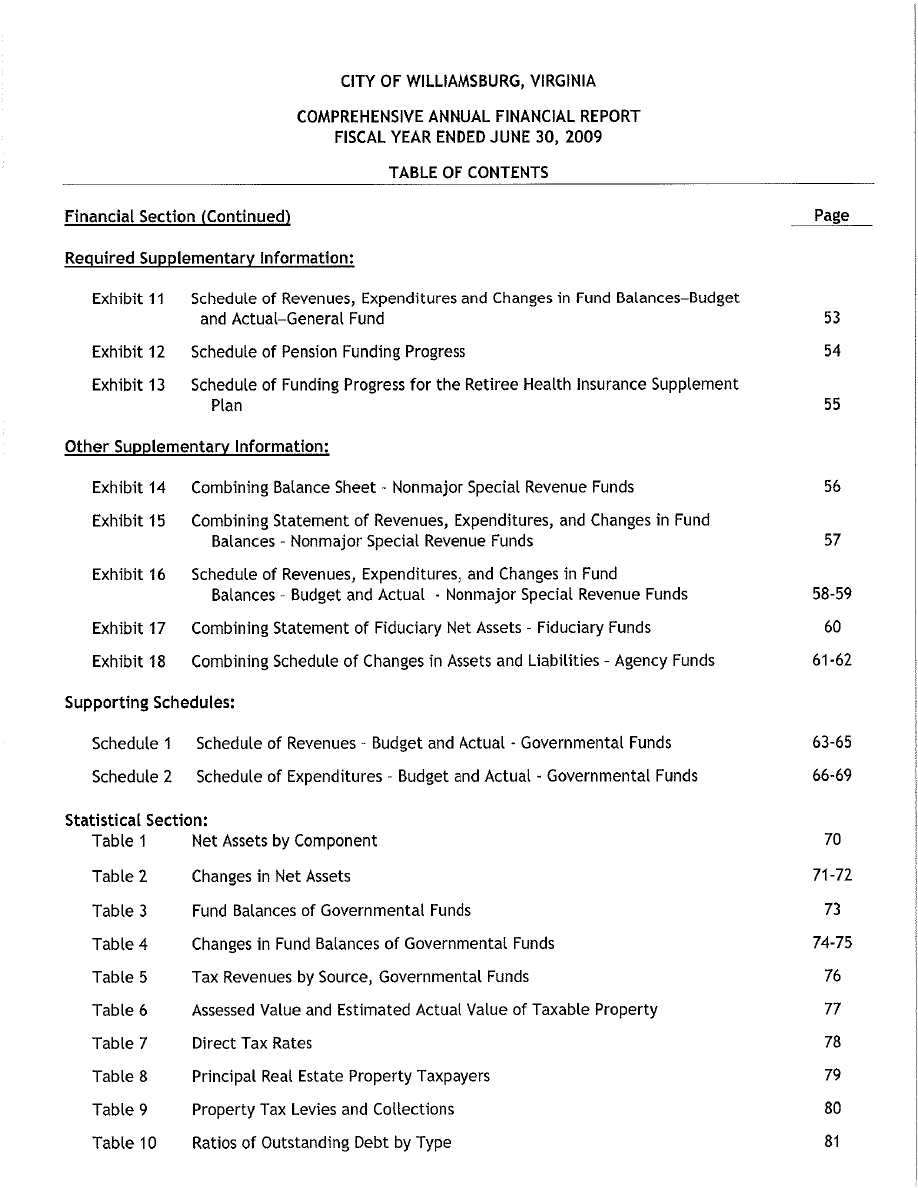 CITY OF WILLIAMSBURG, VIRGINIA
COMPREHENSIVE ANNUAL FINANCIAL REPORT
FISCAL YEAR ENDED JUNE 30, 2009
TABLE OF CONTENTS
Financial Section (Continued) Page
Required Supplementary Information:
Exhibit 11 Schedule of Revenues, Expenditures and Changes in Fund Balances–Budget
and Actual–General Fund 53
Exhibit 12 Schedule of Pension Funding Progress 54
Exhibit 13 Schedule of Funding Progress for the Retiree Health Insurance Supplement
Plan 55
Other Supplementary Information:
Exhibit 14 Combining Balance Sheet - Nonmajor Special Revenue Funds 56
Exhibit 15 Combining Statement of Revenues, Expenditures, and Changes in Fund
Balances - Nonmajor Special Revenue Funds 57
Exhibit 16 Schedule of Revenues, Expenditures, and Changes in Fund
Balances - Budget and Actual - Nonmajor Special Revenue Funds 58-59
Exhibit 17 Combining Statement of Fiduciary Net Assets - Fiduciary Funds 60
Exhibit 18 Combining Schedule of Changes in Assets and Liabilities - Agency Funds 61-62
Supporting Schedules:
Schedule 1 Schedule of Revenues - Budget and Actual - Governmental Funds 63-65
Schedule 2 Schedule of Expenditures - Budget and Actual - Governmental Funds 66-69
Statistical Section:
Table 1 Net Assets by Component 70
Table 2 Changes in Net Assets 71-72
Table 3 Fund Balances of Governmental Funds 73
Table 4 Changes in Fund Balances of Governmental Funds 74-75
Table 5 Tax Revenues by Source, Governmental Funds 76
Table 6 Assessed Value and Estimated Actual Value of Taxable Property 77
Table 7 Direct Tax Rates 78
Table 8 Principal Real Estate Property Taxpayers 79
Table 9 Property Tax Levies and Collections 80
Table 10 Ratios of Outstanding Debt by Type 81